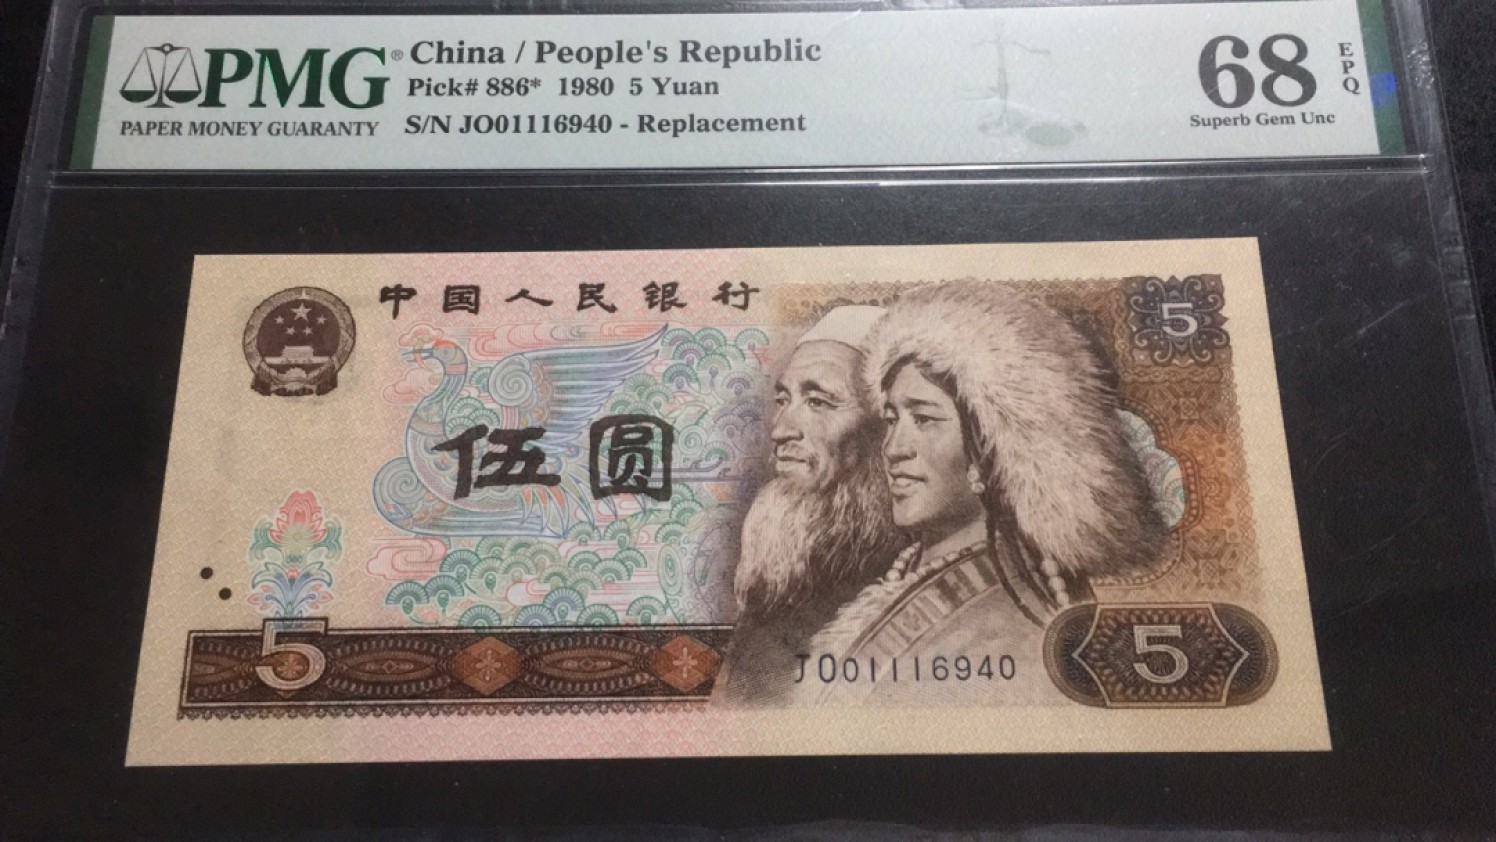 PMG® China / People's Republic
Pick# 886* 1980 5 Yuan
PAPER MONEY GUARANTY
S/N JO01116940 - Replacement
68 EPQ
Superb Gem Unc
中国人民银行
5
伍圆
5
JO01116940
5